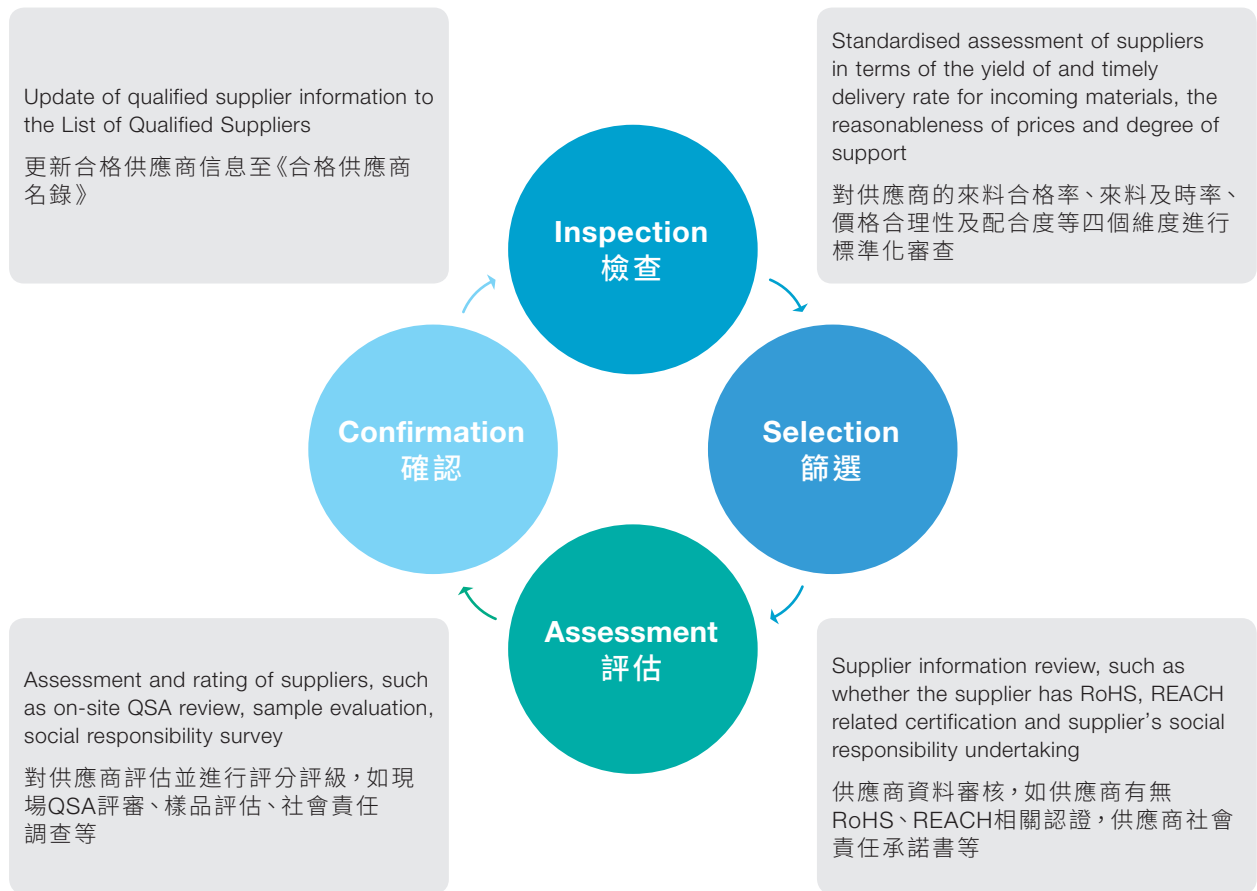 Update of qualified supplier information to
the List of Qualified Suppliers
更新合格供應商信息至《合格供應商
名錄》
Standardised assessment of suppliers
in terms of the yield of and timely
delivery rate for incoming materials, the
reasonableness of prices and degree of
support
對供應商的來料合格率、來料及時率、
價格合理性及配合度等四個維度進行
標準化審查
Inspection
檢查
Confirmation
確認
Selection
篩選
Assessment
評估
Assessment and rating of suppliers, such
as on-site QSA review, sample evaluation,
social responsibility survey
對供應商評估並進行評分評級，如現
場QSA評審、樣品評估、社會責任
調查等
Supplier information review, such as
whether the supplier has RoHS, REACH
related certification and supplier’s social
responsibility undertaking
供應商資料審核，如供應商有無
RoHS、REACH相關認證，供應商社會
責任承諾書等